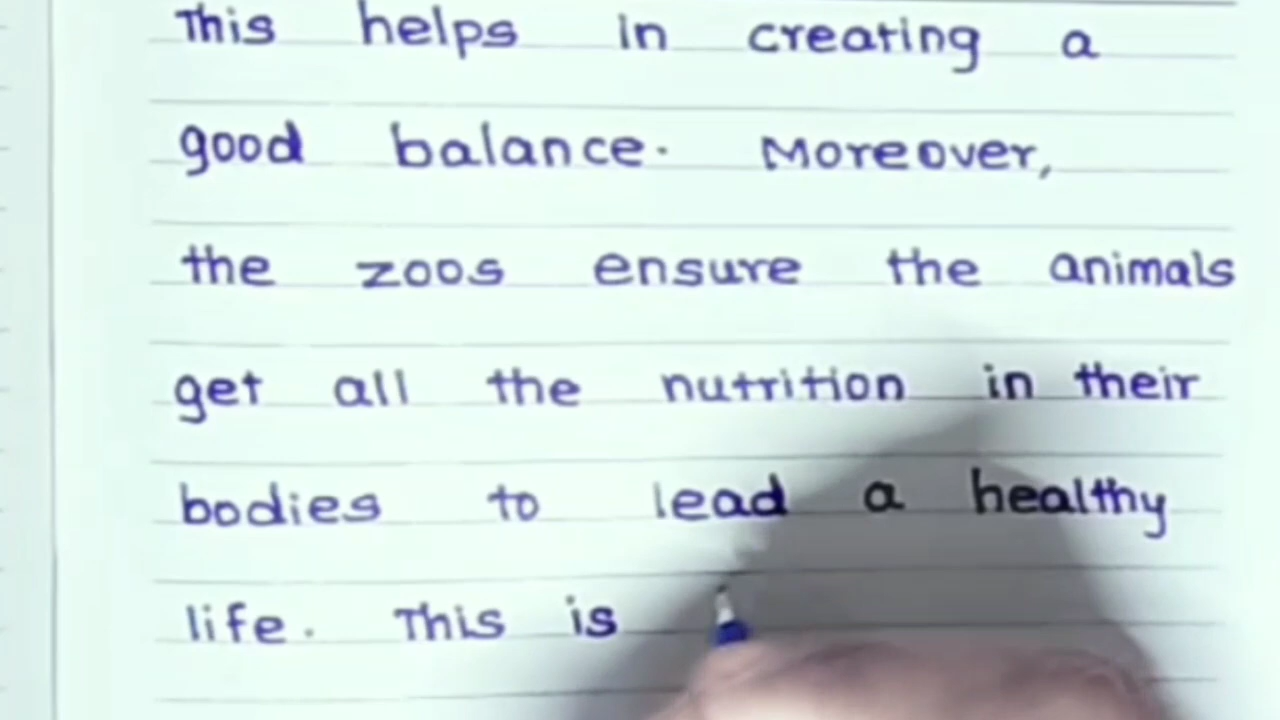 This helps in creating a
good balance. Moreover,
the zoos ensure the animals
get all the nutrition in their
bodies to lead a healthy
life. This is